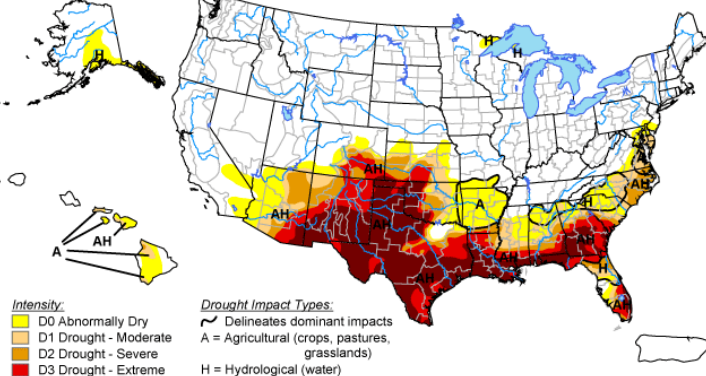 H
H
H
AH
A
A
AH
AH
H
AH
A
AH
AH
AH
AH
H
AH
Intensity:
D0 Abnormally Dry
D1 Drought - Moderate
D2 Drought - Severe
D3 Drought - Extreme
Drought Impact Types:
Delineates dominant impacts
A = Agricultural (crops, pastures,
grasslands)
H = Hydrological (water)